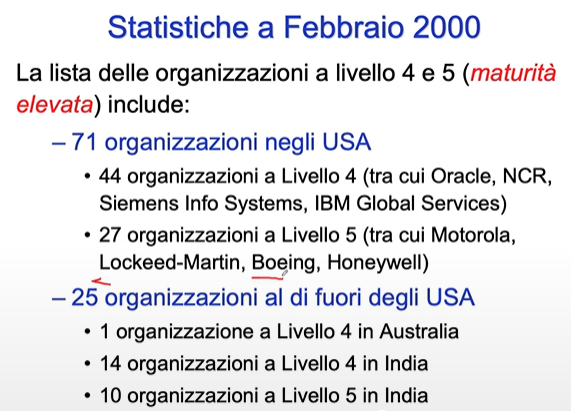 Statistiche a Febbraio 2000
La lista delle organizzazioni a livello 4 e 5 (maturità
elevata) include:
– 71 organizzazioni negli USA
• 44 organizzazioni a Livello 4 (tra cui Oracle, NCR,
Siemens Info Systems, IBM Global Services)
• 27 organizzazioni a Livello 5 (tra cui Motorola,
Lockeed-Martin, Boeing, Honeywell)
– 25 organizzazioni al di fuori degli USA
• 1 organizzazione a Livello 4 in Australia
• 14 organizzazioni a Livello 4 in India
• 10 organizzazioni a Livello 5 in India